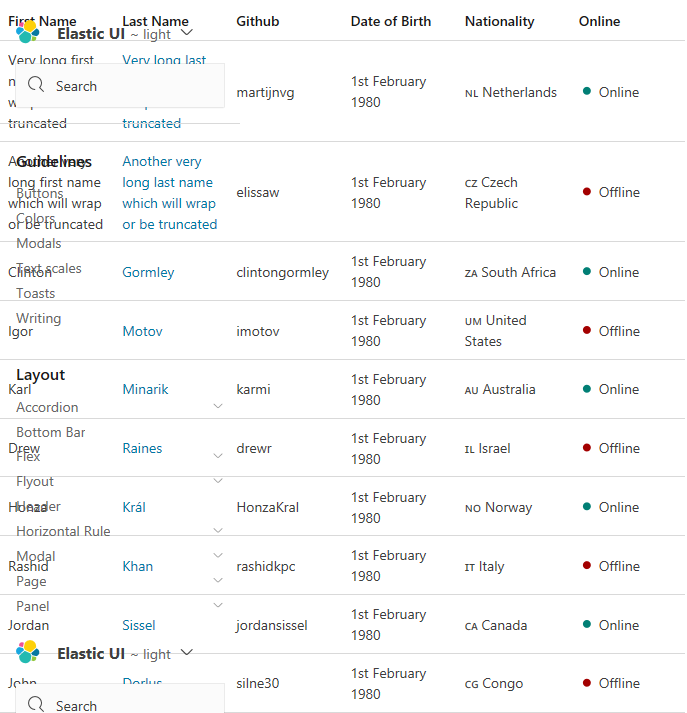 First Name Last Name Github Date of Birth Nationality Online
Elastic UI ~ light
Very long first Very long last
Search
martijnvg 1st February 1980 NL Netherlands Online
truncated truncated
Guidelines
Another very
long first name long last name
which will wrap which will wrap
or be truncated or be truncated
elissaw 1st February 1980 CZ Czech Republic Offline
Buttons
Colors
Modals
Text scales
Toasts
Writing
Clinton Gormley clintongormley 1st February 1980 ZA South Africa Online
Igor Motov imotov 1st February 1980 UM United States Offline
Layout
Karl Minarik karmi 1st February 1980 AU Australia Online
Accordion
Bottom Bar
Drew Raines drewr 1st February 1980 IL Israel Offline
Flex
Flyout
Header
Honza Král HonzaKral 1st February 1980 NO Norway Online
Horizontal Rule
Modal
Rashid Khan rashidkpc 1st February 1980 IT Italy Offline
Page
Panel
Jordan Sissel jordansissel 1st February 1980 CA Canada Online
Elastic UI ~ light
John Dorlus silne30 1st February 1980 CG Congo Offline
Search